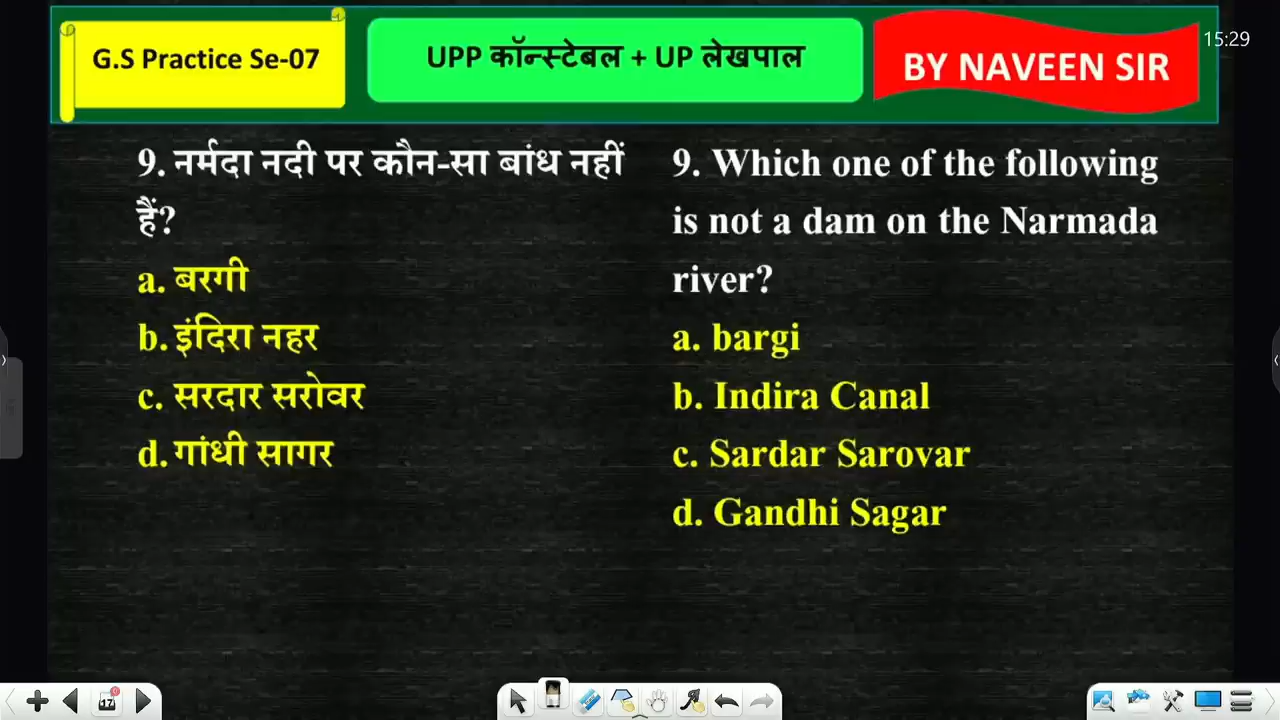 G.S Practice Se-07
UPP कॉन्स्टेबल + UP लेखपाल
BY NAVEEN SIR
15:29
9. नर्मदा नदी पर कौन-सा बांध नहीं
हैं?
a. बरगी
b. इंदिरा नहर
c. सरदार सरोवर
d. गांधी सागर
9. Which one of the following
is not a dam on the Narmada
river?
a. bargi
b. Indira Canal
c. Sardar Sarovar
d. Gandhi Sagar
17